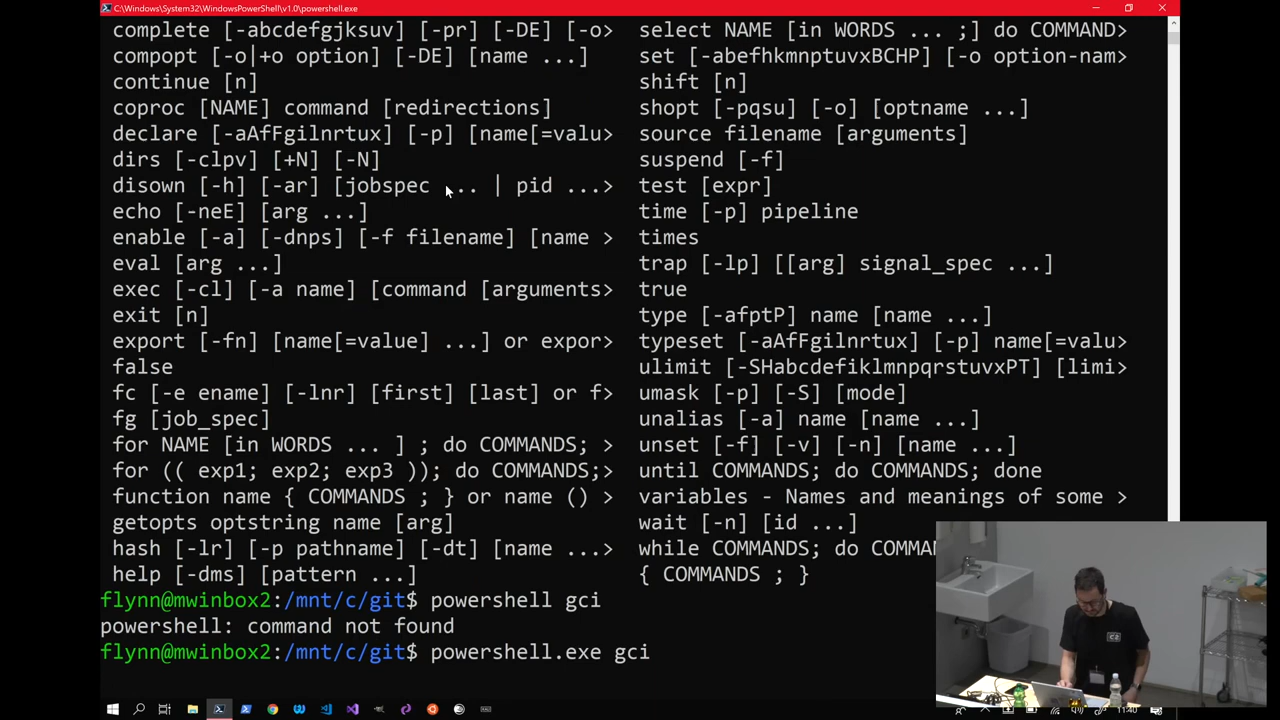 C:\Windows\System32\WindowsPowerShell\v1.0\powershell.exe
complete [-abcdefgjksuv] [-pr] [-DE] [-o> select NAME [in WORDS ... ;] do COMMAND>
compopt [-o|+o option] [-DE] [name ...] set [-abefhkmnptuvxBCHP] [-o option-nam>
continue [n] shift [n]
coproc [NAME] command [redirections] shopt [-pqsu] [-o] [optname ...]
declare [-aAfFgilnrtux] [-p] [name[=valu> source filename [arguments]
dirs [-clpv] [+N] [-N] suspend [-f]
disown [-h] [-ar] [jobspec ... | pid ...> test [expr]
echo [-neE] [arg ...] time [-p] pipeline
enable [-a] [-dnps] [-f filename] [name > times
eval [arg ...] trap [-lp] [[arg] signal_spec ...]
exec [-cl] [-a name] [command [arguments> true
exit [n] type [-afptP] name [name ...]
export [-fn] [name[=value] ...] or expor> typeset [-aAfFgilnrtux] [-p] name[=valu>
false ulimit [-SHabcdefiklmnpqrstuvxPT] [limi>
fc [-e ename] [-lnr] [first] [last] or f> umask [-p] [-S] [mode]
fg [job_spec] unalias [-a] name [name ...]
for NAME [in WORDS ... ] ; do COMMANDS; > unset [-f] [-v] [-n] [name ...]
for (( exp1; exp2; exp3 )); do COMMANDS;> until COMMANDS; do COMMANDS; done
function name { COMMANDS ; } or name () > variables - Names and meanings of some >
getopts optstring name [arg] wait [-n] [id ...]
hash [-lr] [-p pathname] [-dt] [name ...> while COMMANDS; do COMMAN
help [-dms] [pattern ...] { COMMANDS ; }
flynn@mwinbox2:/mnt/c/git$ powershell gci
powershell: command not found
flynn@mwinbox2:/mnt/c/git$ powershell.exe gci
11:40